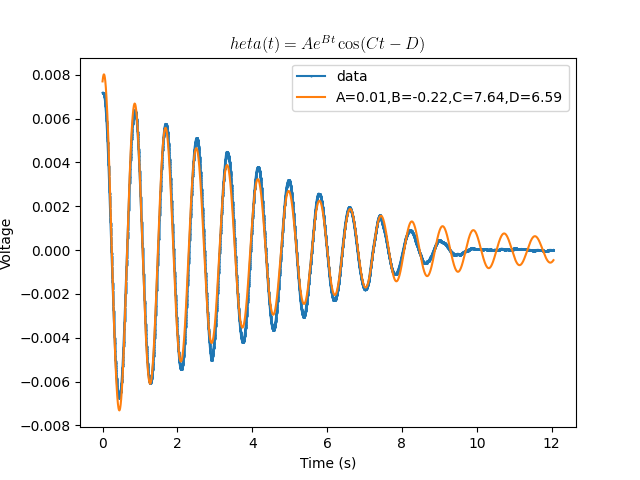 heta(t) = Ae^{Bt} cos(Ct − D)
data
A=0.01,B=-0.22,C=7.64,D=6.59
Voltage
0.008
0.006
0.004
0.002
0.000
−0.002
−0.004
−0.006
−0.008
0 2 4 6 8 10 12
Time (s)